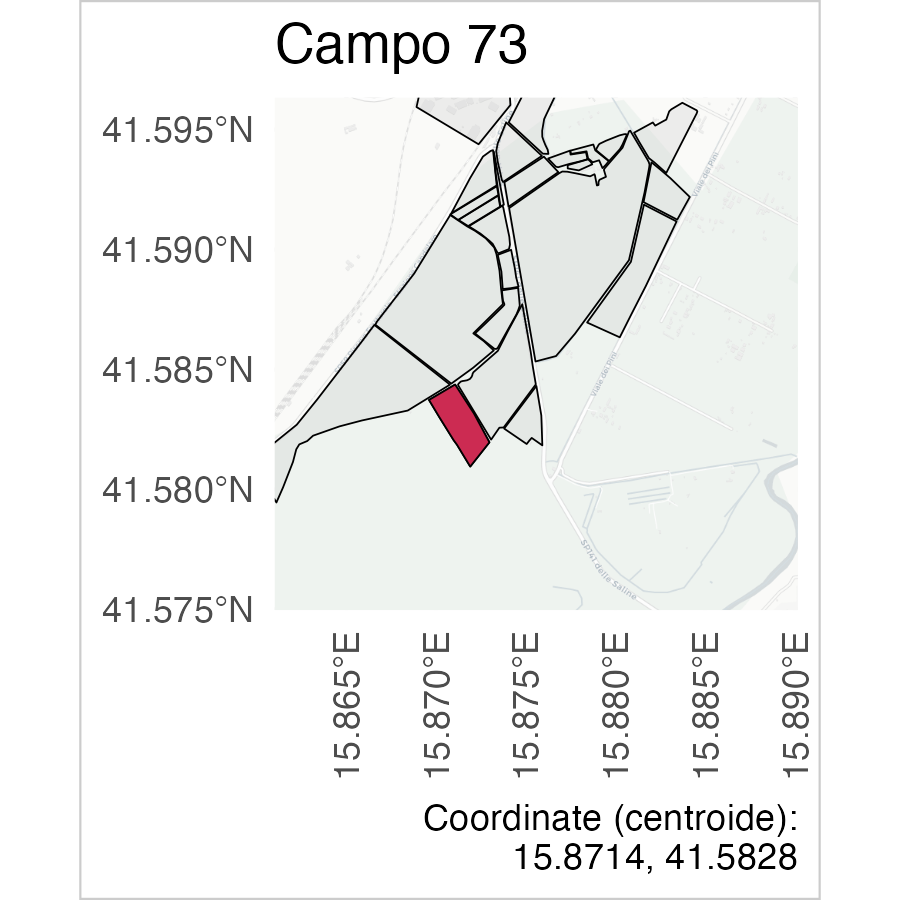 Campo 73
41.595°N
41.590°N
41.585°N
41.580°N
41.575°N
Viale dei Pini
Viale dei Pini
SP141 delle Saline
15.865°E
15.870°E
15.875°E
15.880°E
15.885°E
15.890°E
Coordinate (centroide):
15.8714, 41.5828